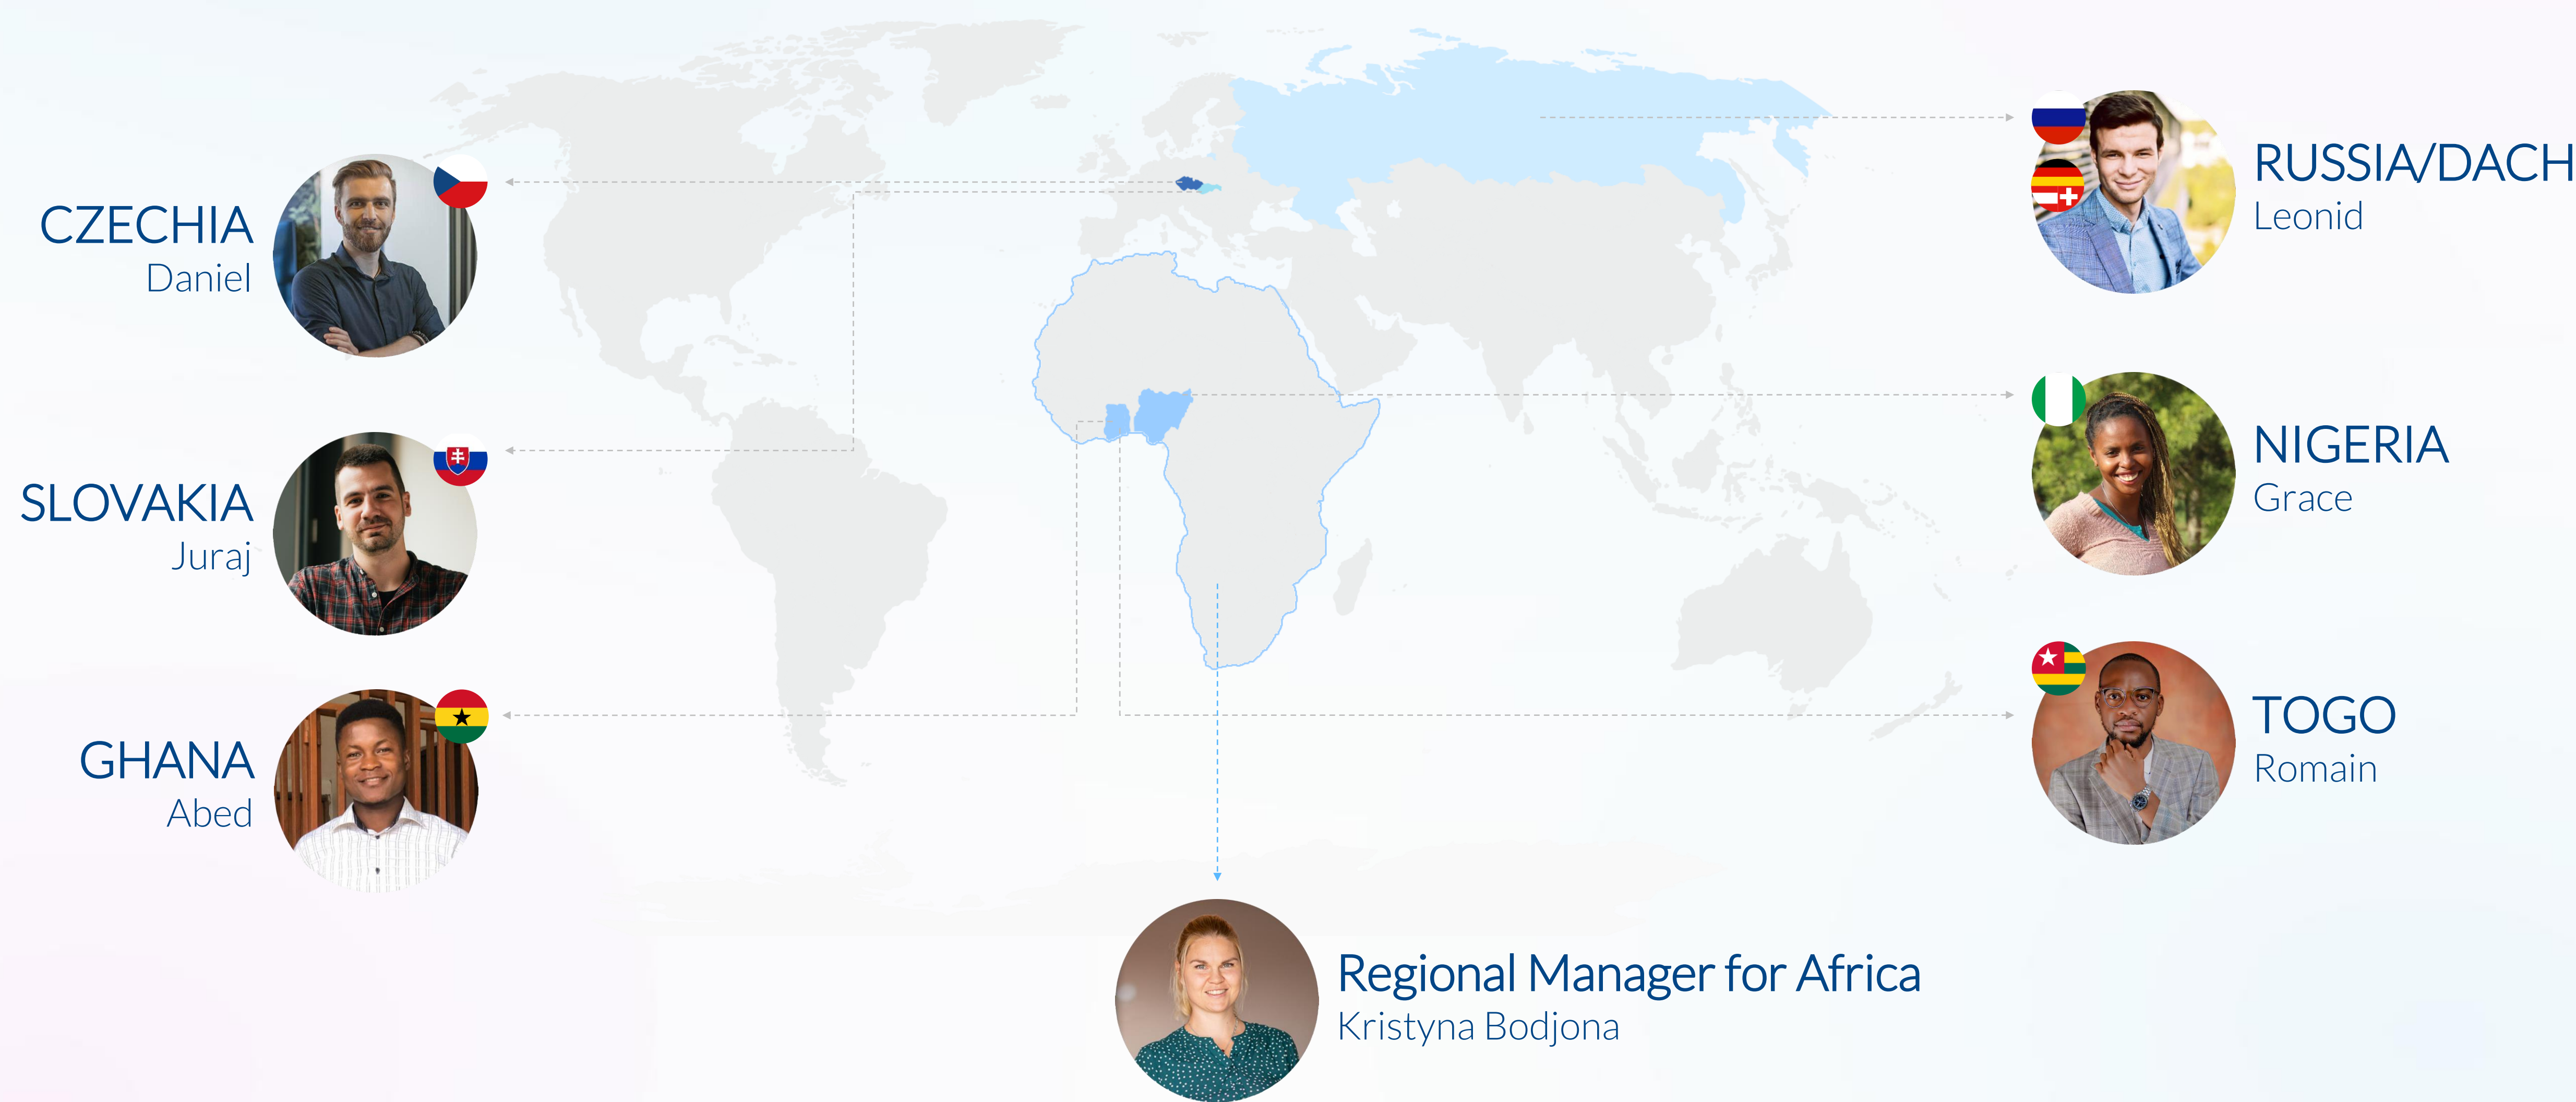 CZECHIA
Daniel
SLOVAKIA
Juraj
GHANA
Abed
RUSSIA/DACH
Leonid
NIGERIA
Grace
TOGO
Romain
Regional Manager for Africa
Kristyna Bodjona